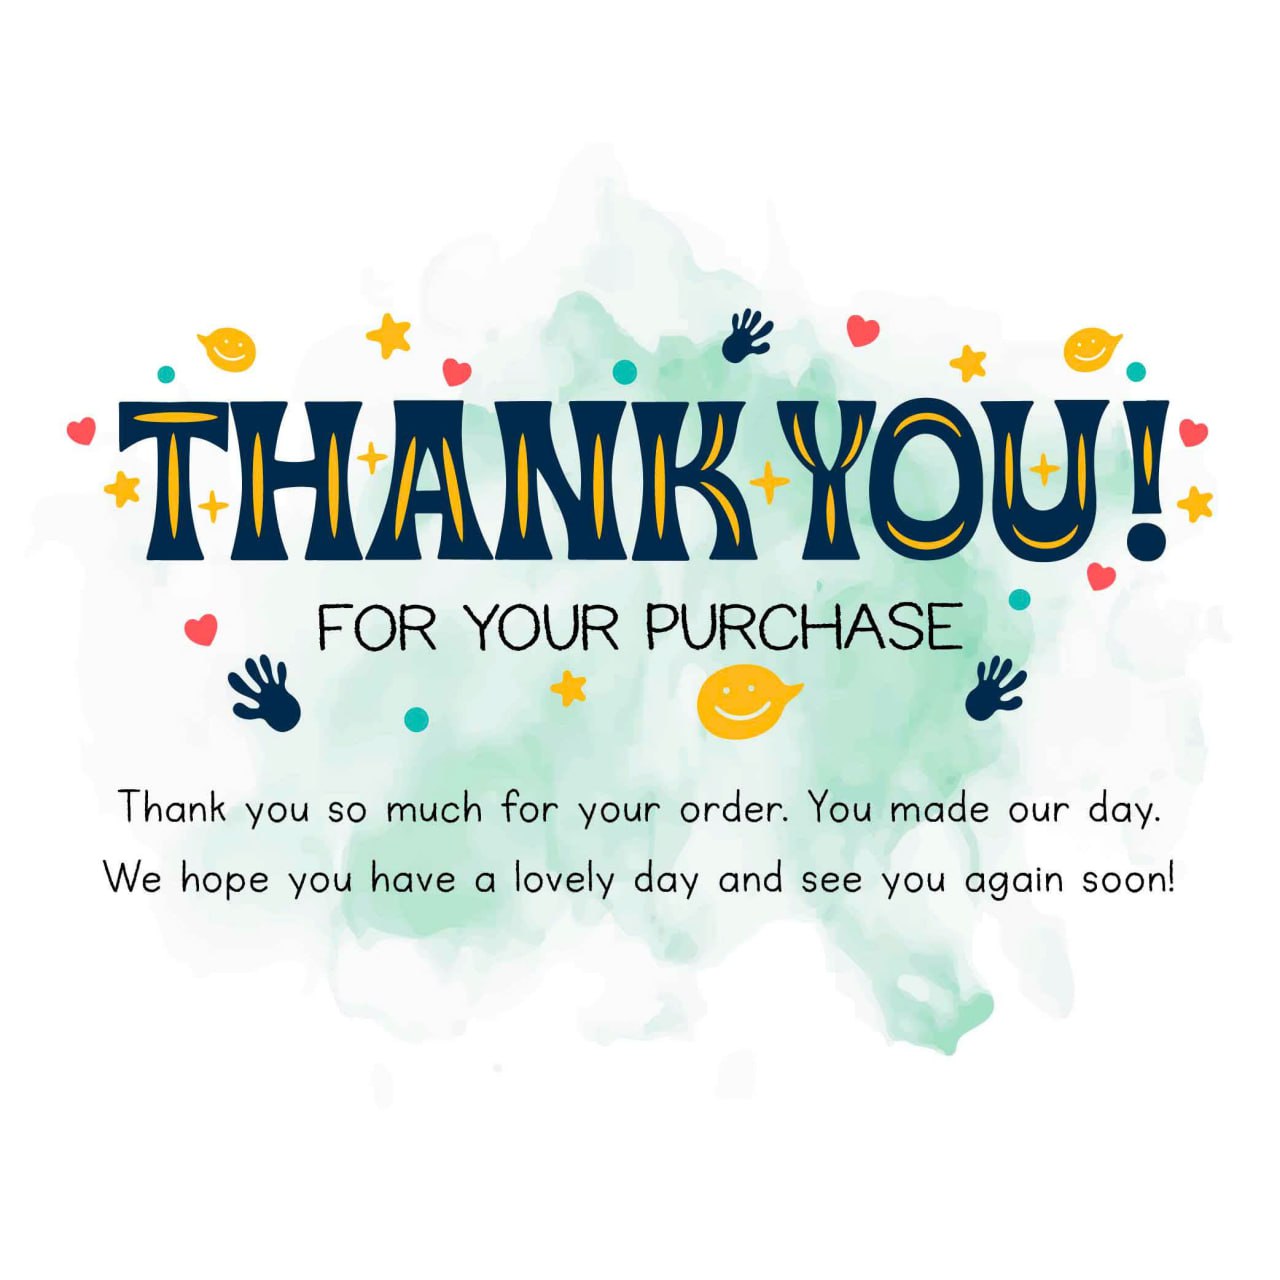 THANK YOU!
FOR YOUR PURCHASE
Thank you so much for your order. You made our day.
We hope you have a lovely day and see you again soon!